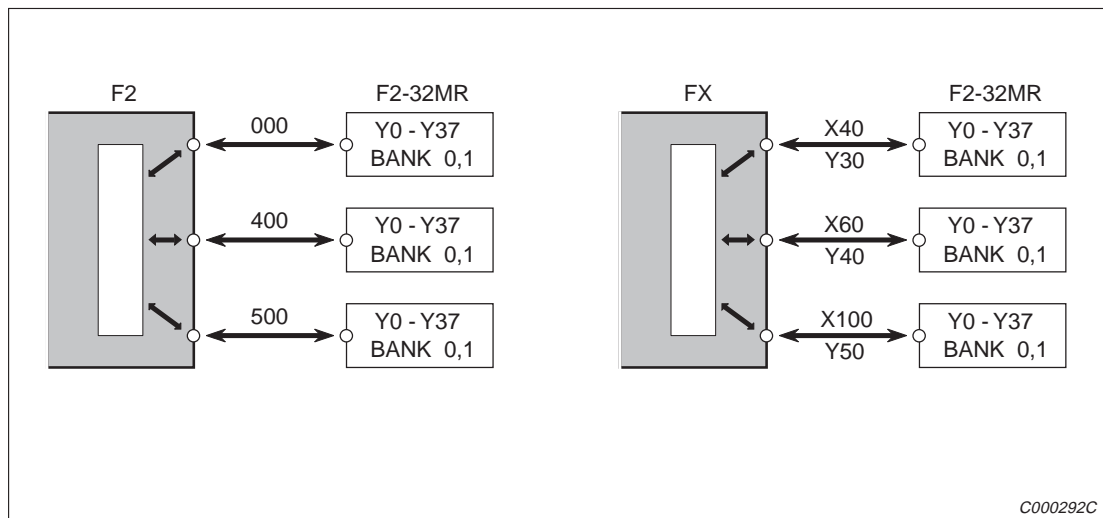 F2
F2-32MR
000
Y0 - Y37
BANK 0,1
400
Y0 - Y37
BANK 0,1
500
Y0 - Y37
BANK 0,1
FX
F2-32MR
X40
Y30
Y0 - Y37
BANK 0,1
X60
Y40
Y0 - Y37
BANK 0,1
X100
Y50
Y0 - Y37
BANK 0,1
C000292C